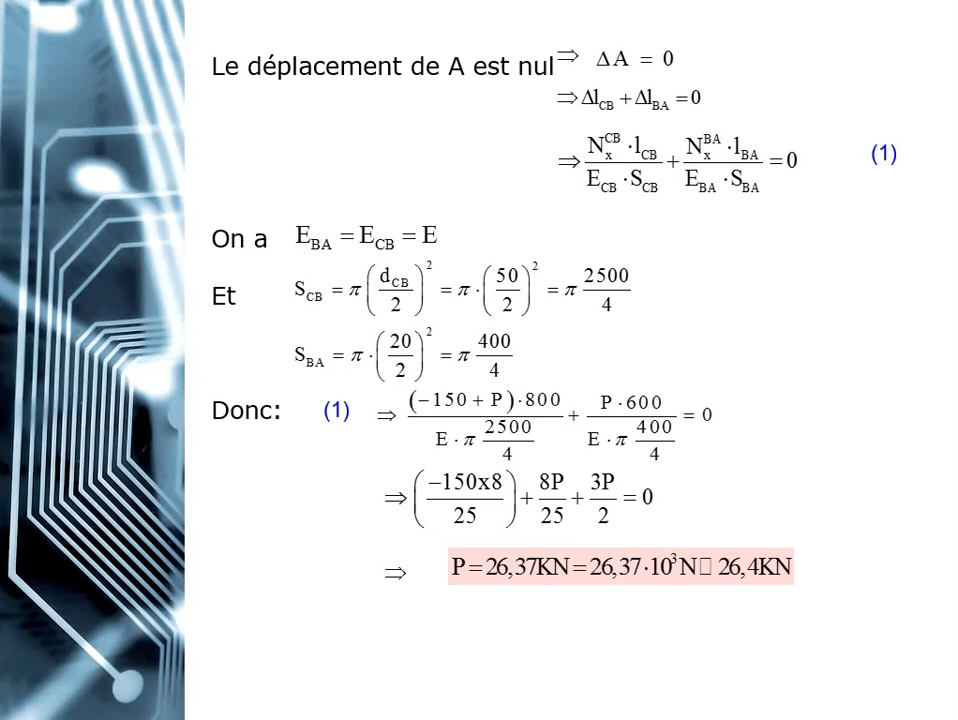 Le déplacement de A est nul ⇒ ΔA = 0
⇒ Δl_CB + Δl_BA = 0
⇒ (N_x^CB · l_CB)/(E_CB · S_CB) + (N_x^BA · l_BA)/(E_BA · S_BA) = 0 (1)
On a E_BA = E_CB = E
Et S_CB = π (d_CB/2)² = π · (50/2)² = π 2500/4
S_BA = π · (20/2)² = π 400/4
Donc: (1) ⇒ ((−150 + P) · 800)/(E · π 2500/4) + (P · 600)/(E · π 400/4) = 0
⇒ (−150x8/25) + 8P/25 + 3P/2 = 0
⇒ P = 26,37KN = 26,37 · 10³ N□ 26,4KN